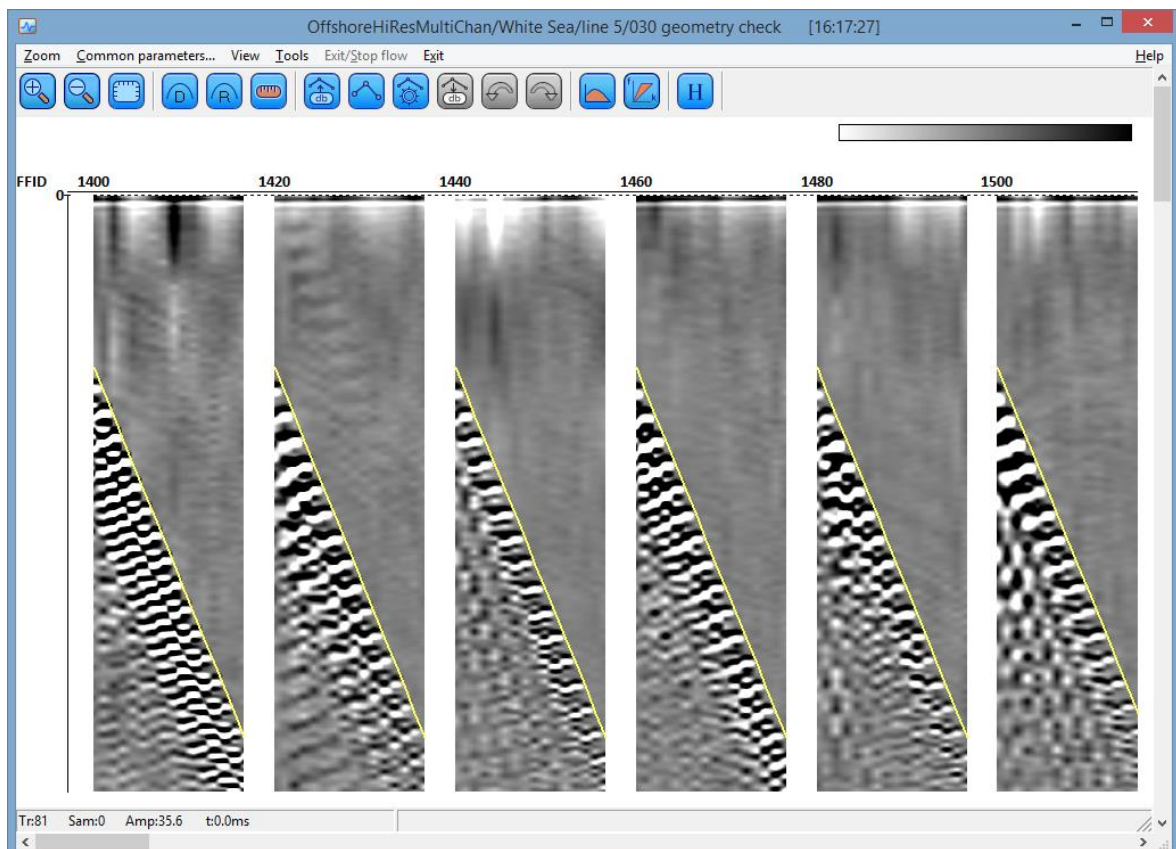 OffshoreHiResMultiChan/White Sea/line 5/030 geometry check [16:17:27]
Zoom Common parameters... View Tools Exit/Stop flow Exit Help
D R db db f k H
FFID 1400 1420 1440 1460 1480 1500
0
Tr:81 Sam:0 Amp:35.6 t:0.0ms